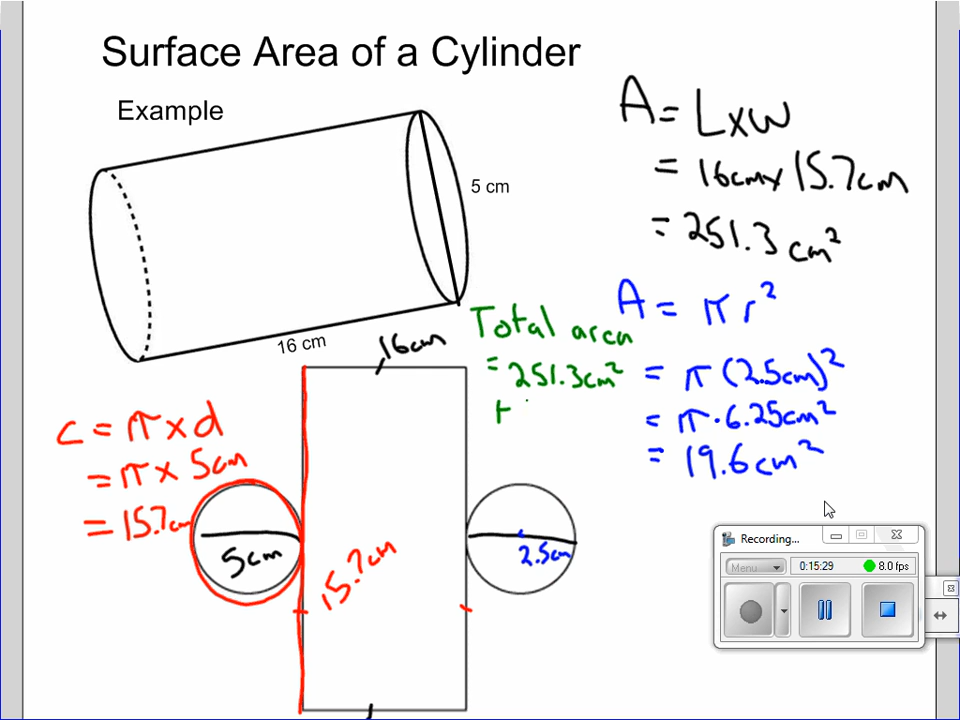 Surface Area of a Cylinder
Example
5 cm
16 cm
A = L x w
= 16cm x 15.7cm
= 251.3 cm²
A = π r²
= π (2.5cm)²
= π · 6.25cm²
= 19.6cm²
Total area
= 251.3cm²
+
16cm
C = π x d
= π x 5cm
= 15.7cm
5cm
15.7cm
2.5cm
Recording...
Menu
0:15:29
8.0 fps